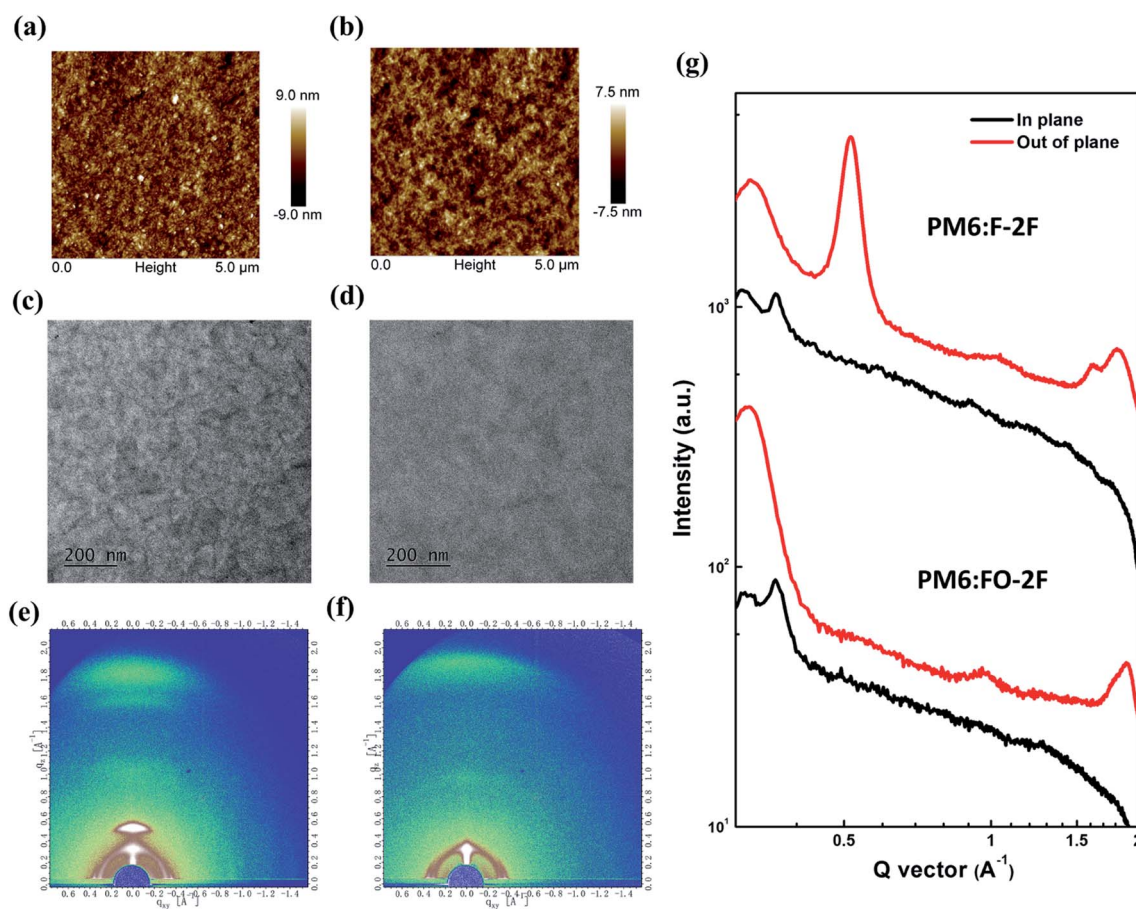 (a)
9.0 nm
-9.0 nm
0.0 Height 5.0 µm
(b)
7.5 nm
-7.5 nm
0.0 Height 5.0 µm
(c)
200 nm
(d)
200 nm
(e)
0.6 0.4 0.2 0.0 -0.2 -0.4 -0.6 -0.8 -1.0 -1.2 -1.4
2.0
1.8
1.6
1.4
1.2
1.0
0.8
0.6
0.4
0.2
0.0
q_z [A⁻¹]
0.6 0.4 0.2 0.0 -0.2 -0.4 -0.6 -0.8 -1.0 -1.2 -1.4
q_xy [A⁻¹]
(f)
0.6 0.4 0.2 0.0 -0.2 -0.4 -0.6 -0.8 -1.0 -1.2 -1.4
2.0
1.8
1.6
1.4
1.2
1.0
0.8
0.6
0.4
0.2
0.0
q_z [A⁻¹]
0.6 0.4 0.2 0.0 -0.2 -0.4 -0.6 -0.8 -1.0 -1.2 -1.4
q_xy [A⁻¹]
(g)
In plane
Out of plane
PM6:F-2F
PM6:FO-2F
Intensity (a.u.)
10³
10²
10¹
0.5 1 1.5 2
Q vector (A⁻¹)